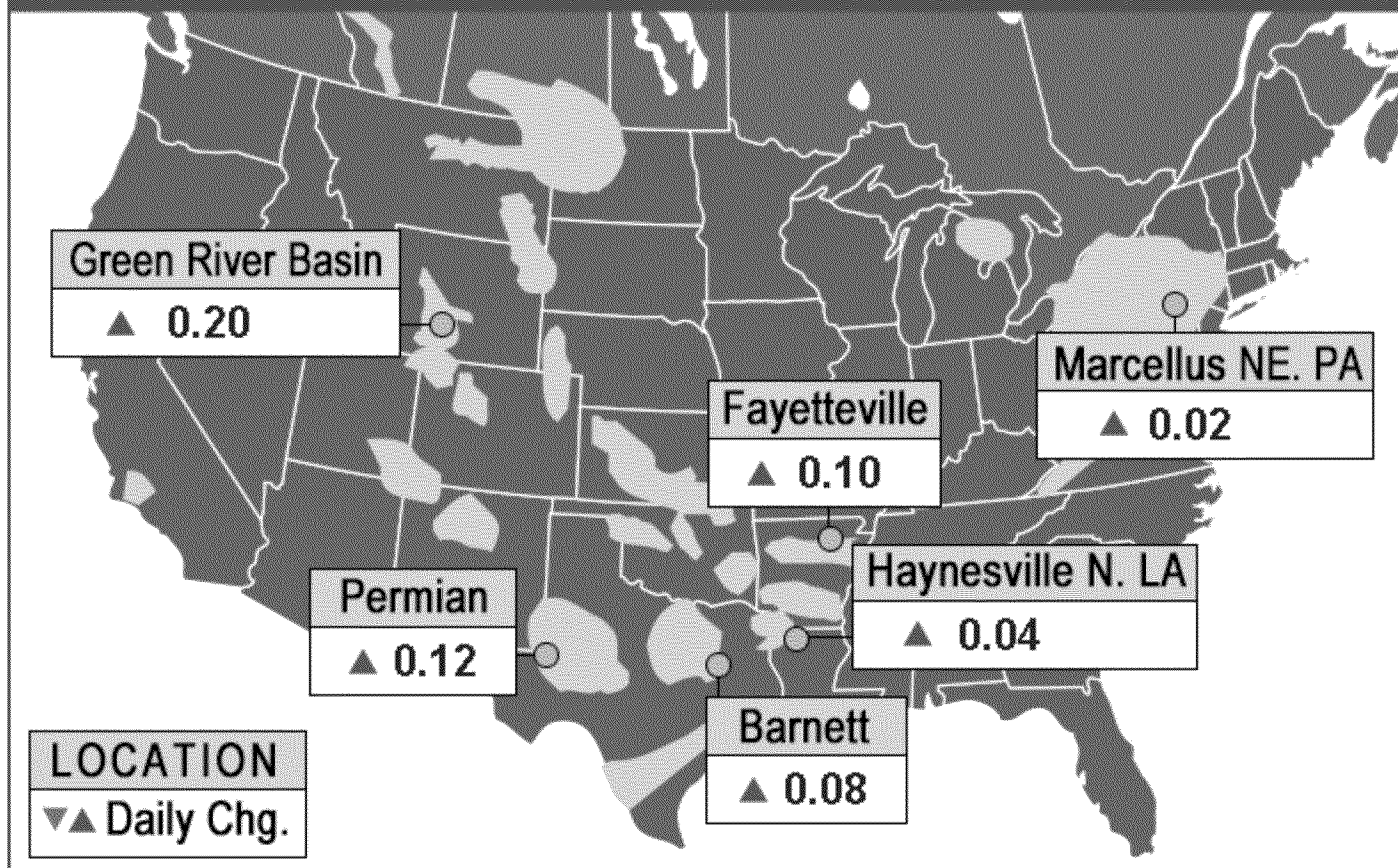 Green River Basin
▲ 0.20
Marcellus NE. PA
▲ 0.02
Fayetteville
▲ 0.10
Haynesville N. LA
▲ 0.04
Permian
▲ 0.12
Barnett
▲ 0.08
LOCATION
▼▲ Daily Chg.